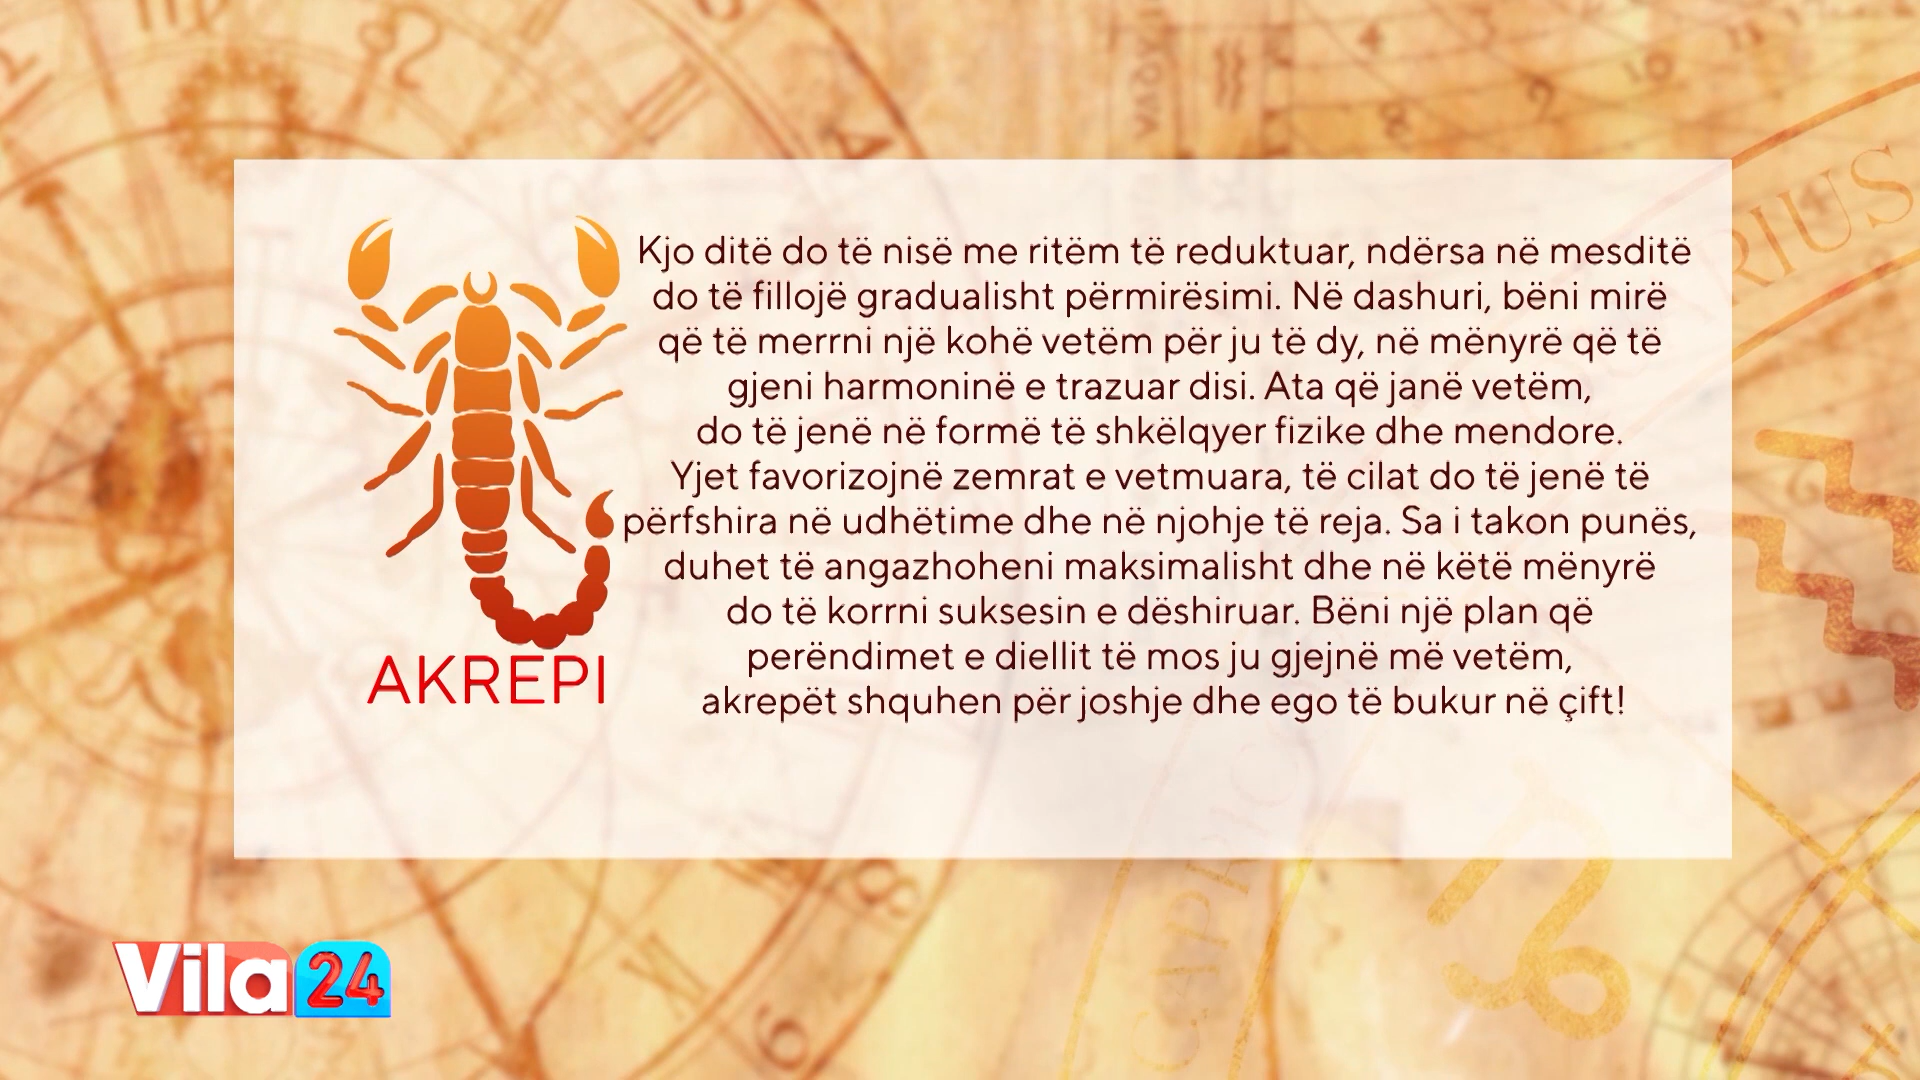 Kjo ditë do të nisë me ritëm të reduktuar, ndërsa në mesditë
do të fillojë gradualisht përmirësimi. Në dashuri, bëni mirë
që të merrni një kohë vetëm për ju të dy, në mënyrë që të
gjeni harmoninë e trazuar disi. Ata që janë vetëm,
do të jenë në formë të shkëlqyer fizike dhe mendore.
Yjet favorizojnë zemrat e vetmuara, të cilat do të jenë të
përfshira në udhëtime dhe në njohje të reja. Sa i takon punës,
duhet të angazhoheni maksimalisht dhe në këtë mënyrë
do të korrni suksesin e dëshiruar. Bëni një plan që
perëndimet e diellit të mos ju gjejnë më vetëm,
akrepët shquhen për joshje dhe ego të bukur në çift!
AKREPI
Vila 24